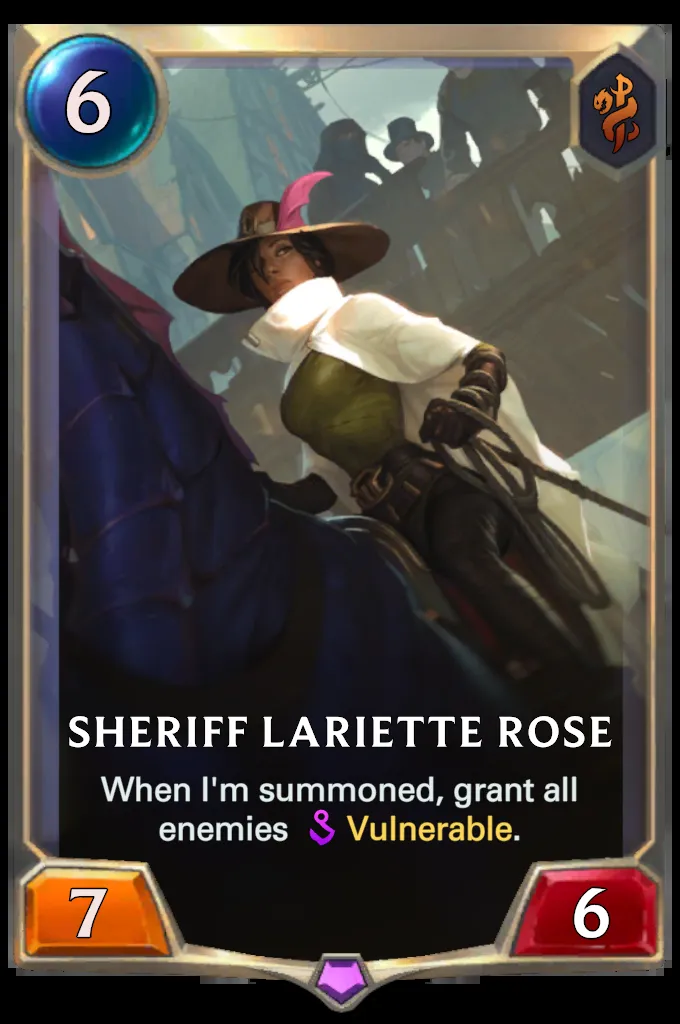 6
SHERIFF LARIETTE ROSE
When I'm summoned, grant all
enemies Vulnerable.
7
6